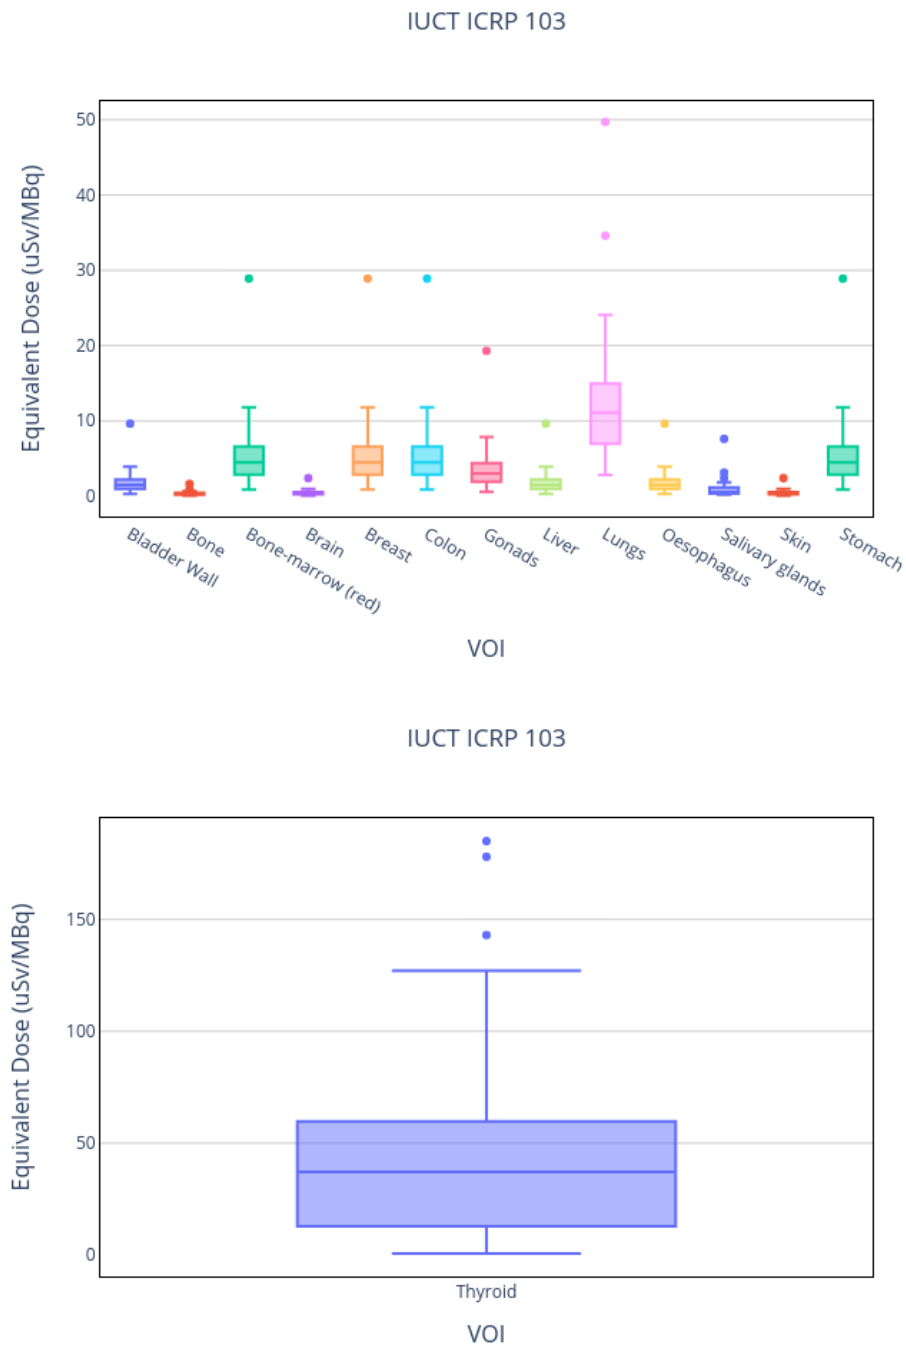 IUCT ICRP 103
Equivalent Dose (uSv/MBq)
50
40
30
20
10
0
Bladder Wall
Bone
Bone-marrow (red)
Brain
Breast
Colon
Gonads
Liver
Lungs
Oesophagus
Salivary glands
Skin
Stomach
VOI
IUCT ICRP 103
Equivalent Dose (uSv/MBq)
150
100
50
0
Thyroid
VOI